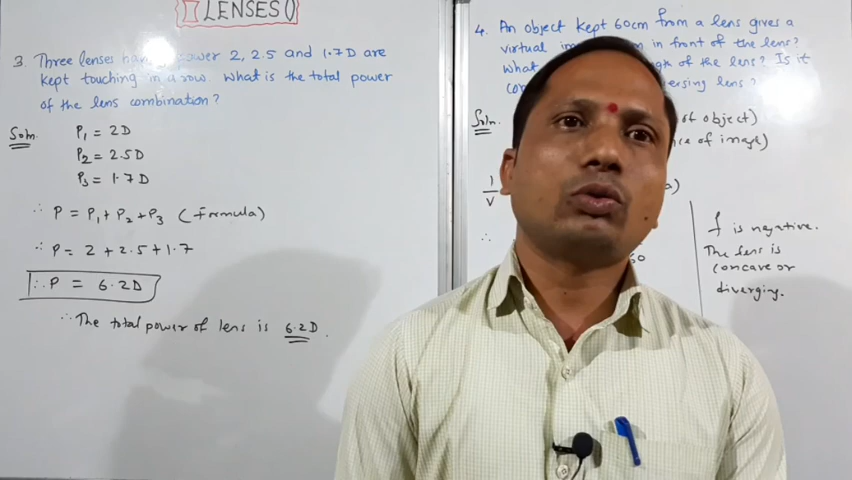 LENSES()
3. Three lenses having power 2, 2.5 and 1.7D are
kept touching in a row. What is the total power
of the lens combination?
Soln.
P1 = 2D
P2 = 2.5D
P3 = 1.7D
∴ P = P1 + P2 + P3 (formula)
∴ P = 2 + 2.5 + 1.7
∴ P = 6.2D
∴ The total power of lens is 6.2D.
4. An object kept 60cm from a lens gives a
virtual in front of the lens?
What of the lens? Is it
lens?
Soln. of object)
of image)
1/v
∴
f is negative.
The lens is
concave or
diverging.